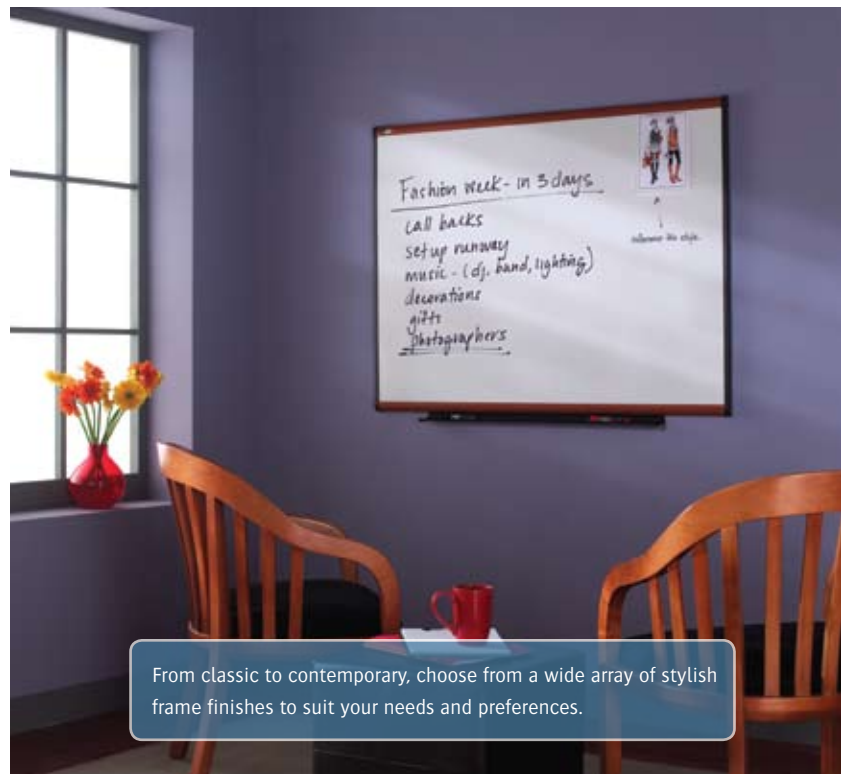 Fashion week - in 3 days
call backs
set up runway
music - (dj, band, lighting)
decorations
gifts
photographers
From classic to contemporary, choose from a wide array of stylish
frame finishes to suit your needs and preferences.